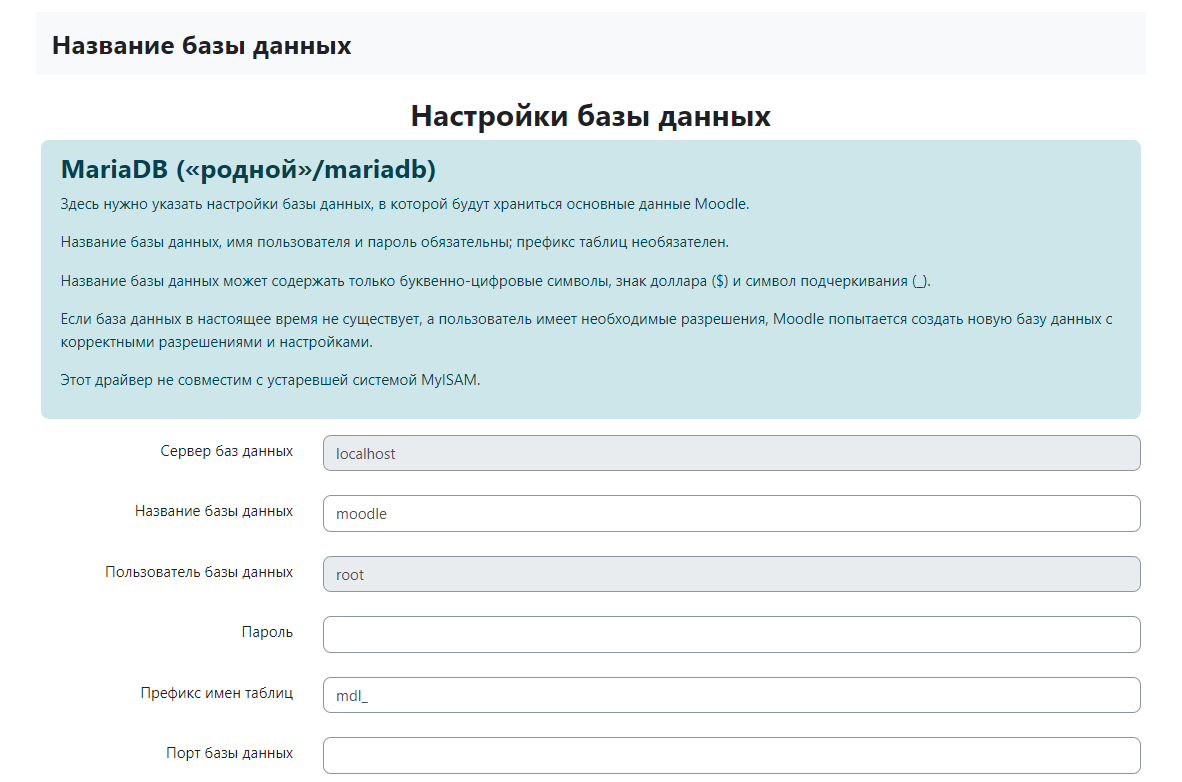 Название базы данных
Настройки базы данных
MariaDB («родной»/mariadb)
Здесь нужно указать настройки базы данных, в которой будут храниться основные данные Moodle.
Название базы данных, имя пользователя и пароль обязательны; префикс таблиц необязателен.
Название базы данных может содержать только буквенно-цифровые символы, знак доллара ($) и символ подчеркивания (_).
Если база данных в настоящее время не существует, а пользователь имеет необходимые разрешения, Moodle попытается создать новую базу данных с
корректными разрешениями и настройками.
Этот драйвер не совместим с устаревшей системой MyISAM.
Сервер баз данных localhost
Название базы данных moodle
Пользователь базы данных root
Пароль
Префикс имен таблиц mdl_
Порт базы данных